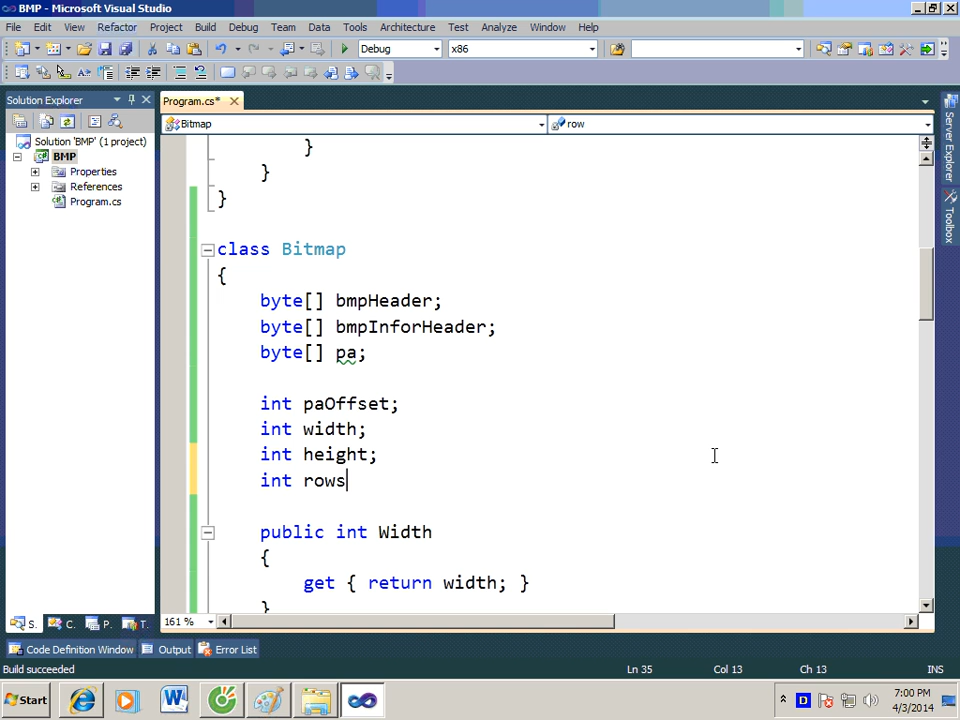 BMP - Microsoft Visual Studio
File Edit View Refactor Project Build Debug Team Data Tools Architecture Test Analyze Window Help
Debug x86
Solution Explorer
Program.cs*
Bitmap row
Solution 'BMP' (1 project)
BMP
Properties
References
Program.cs
}
}
}
class Bitmap
{
byte[] bmpHeader;
byte[] bmpInforHeader;
byte[] pa;
int paOffset;
int width;
int height;
int rows
public int Width
{
get { return width; }
}
Server Explorer
Toolbox
S. C. P. T.
161 %
Code Definition Window Output Error List
Build succeeded Ln 35 Col 13 Ch 13 INS
Start D 7:00 PM
4/3/2014